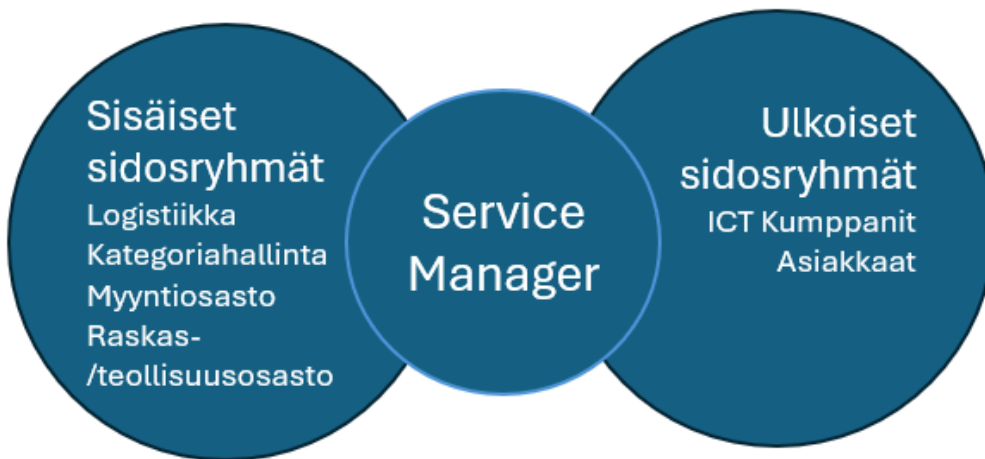 Sisäiset
sidosryhmät
Logistiikka
Kategoriahallinta
Myyntiosasto
Raskas-
/teollisuusosasto
Service
Manager
Ulkoiset
sidosryhmät
ICT Kumppanit
Asiakkaat